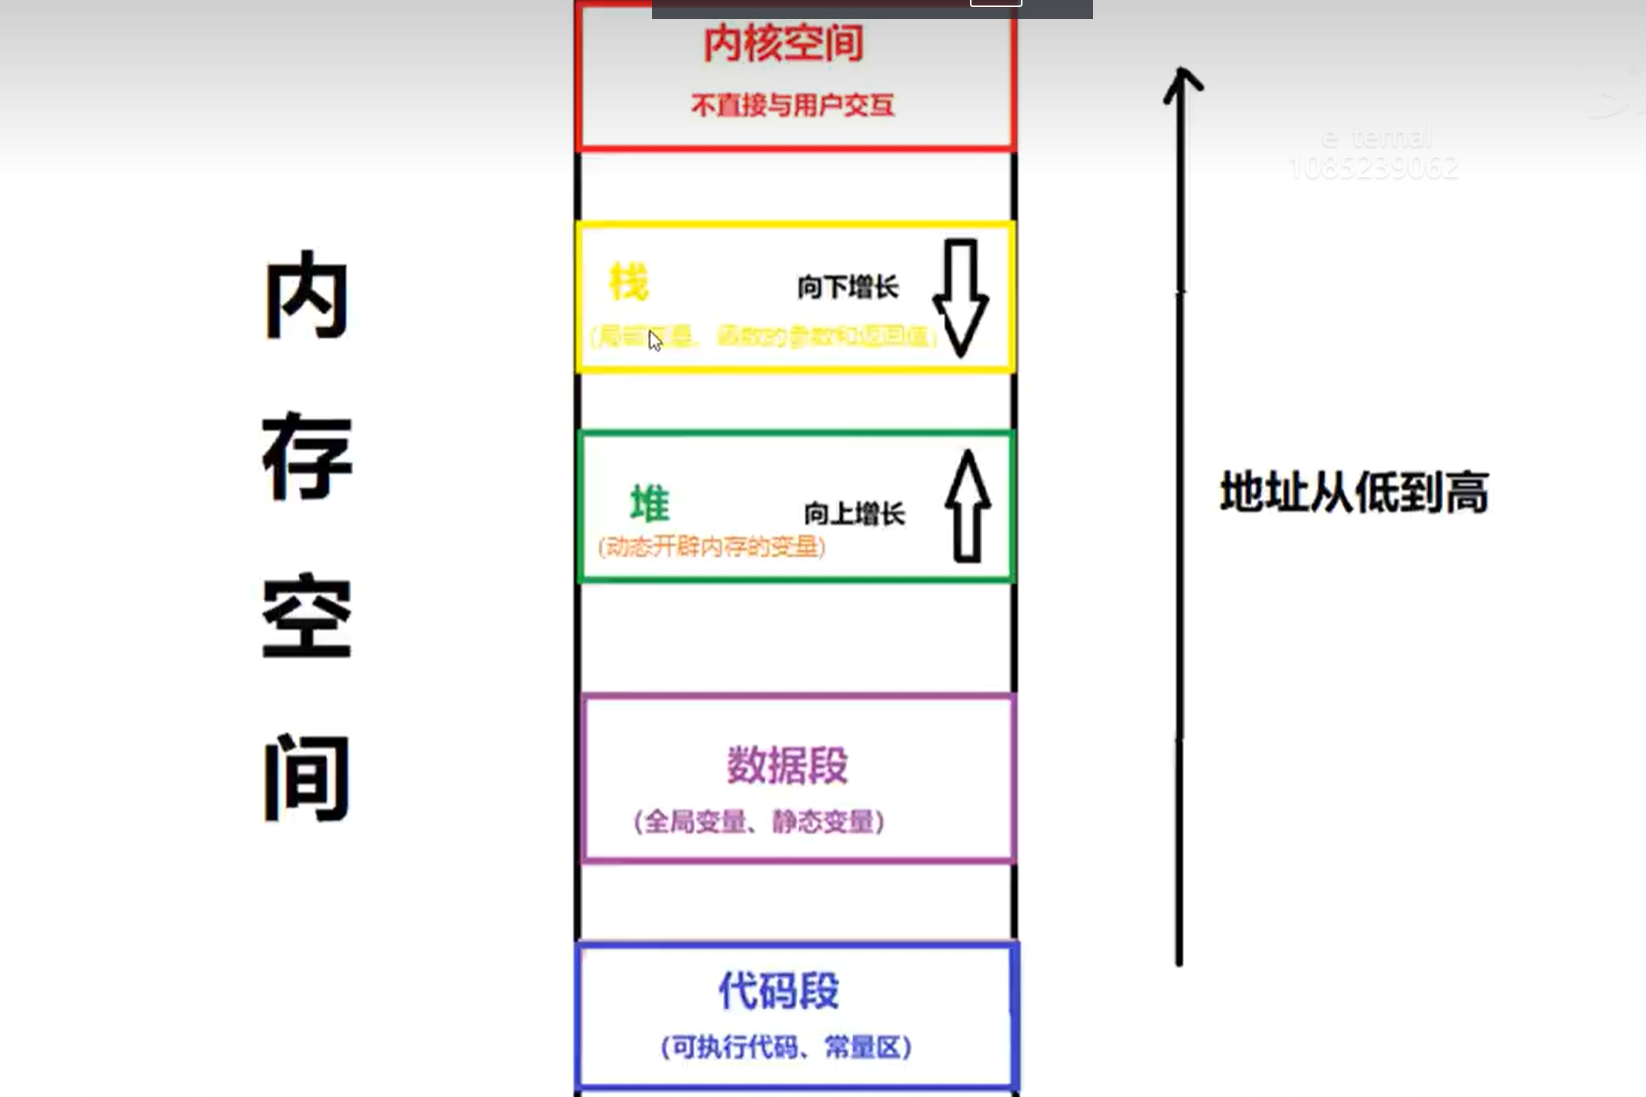 内核空间
不直接与用户交互
e_ternal
1085239062
内存空间
栈
向下增长
(局部变量、函数的参数和返回值)
堆
向上增长
(动态开辟内存的变量)
地址从低到高
数据段
(全局变量、静态变量)
代码段
(可执行代码、常量区)